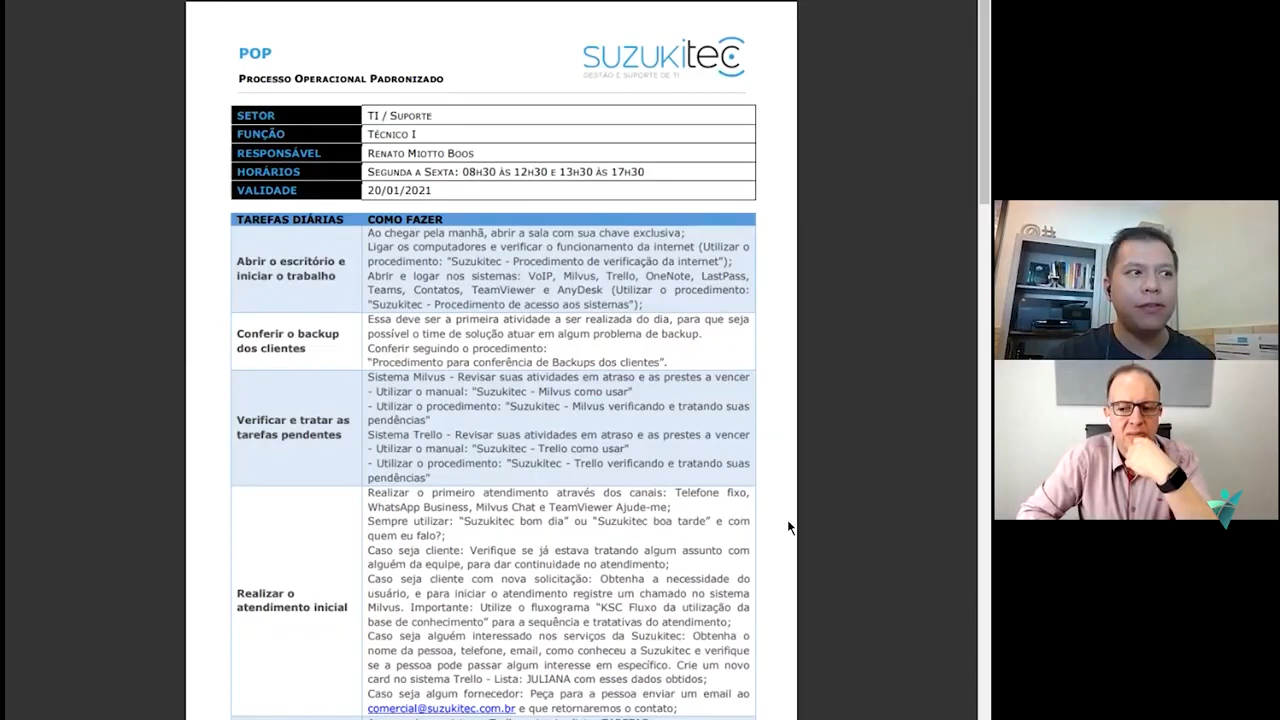 POP
SUZUKITEC
GESTÃO E SUPORTE DE TI
PROCESSO OPERACIONAL PADRONIZADO
SETOR TI / SUPORTE
FUNÇÃO TÉCNICO I
RESPONSÁVEL RENATO MIOTTO BOOS
HORÁRIOS SEGUNDA A SEXTA: 08H30 ÀS 12H30 E 13H30 ÀS 17H30
VALIDADE 20/01/2021
TAREFAS DIÁRIAS COMO FAZER
Abrir o escritório e
iniciar o trabalho
Ao chegar pela manhã, abrir a sala com sua chave exclusiva;
Ligar os computadores e verificar o funcionamento da internet (Utilizar o
procedimento: "Suzukitec - Procedimento de verificação da internet");
Abrir e logar nos sistemas: VoIP, Milvus, Trello, OneNote, LastPass,
Teams, Contatos, TeamViewer e AnyDesk (Utilizar o procedimento:
"Suzukitec - Procedimento de acesso aos sistemas");
Conferir o backup
dos clientes
Essa deve ser a primeira atividade a ser realizada do dia, para que seja
possível o time de solução atuar em algum problema de backup.
Conferir seguindo o procedimento:
"Procedimento para conferência de Backups dos clientes".
Verificar e tratar as
tarefas pendentes
Sistema Milvus - Revisar suas atividades em atraso e as prestes a vencer
- Utilizar o manual: "Suzukitec - Milvus como usar"
- Utilizar o procedimento: "Suzukitec - Milvus verificando e tratando suas
pendências"
Sistema Trello - Revisar suas atividades em atraso e as prestes a vencer
- Utilizar o manual: "Suzukitec - Trello como usar"
- Utilizar o procedimento: "Suzukitec - Trello verificando e tratando suas
pendências"
Realizar o
atendimento inicial
Realizar o primeiro atendimento através dos canais: Telefone fixo,
WhatsApp Business, Milvus Chat e TeamViewer Ajude-me;
Sempre utilizar: "Suzukitec bom dia" ou "Suzukitec boa tarde" e com
quem eu falo?;
Caso seja cliente: Verifique se já estava tratando algum assunto com
alguém da equipe, para dar continuidade no atendimento;
Caso seja cliente com nova solicitação: Obtenha a necessidade do
usuário, e para iniciar o atendimento registre um chamado no sistema
Milvus. Importante: Utilize o fluxograma "KSC Fluxo da utilização da
base de conhecimento" para a sequência e tratativas do atendimento;
Caso seja alguém interessado nos serviços da Suzukitec: Obtenha o
nome da pessoa, telefone, email, como conheceu a Suzukitec e verifique
se a pessoa pode passar algum interesse em específico. Crie um novo
card no sistema Trello - Lista: JULIANA com esses dados obtidos;
Caso seja algum fornecedor: Peça para a pessoa enviar um email ao
comercial@suzukitec.com.br e que retornaremos o contato;
@#